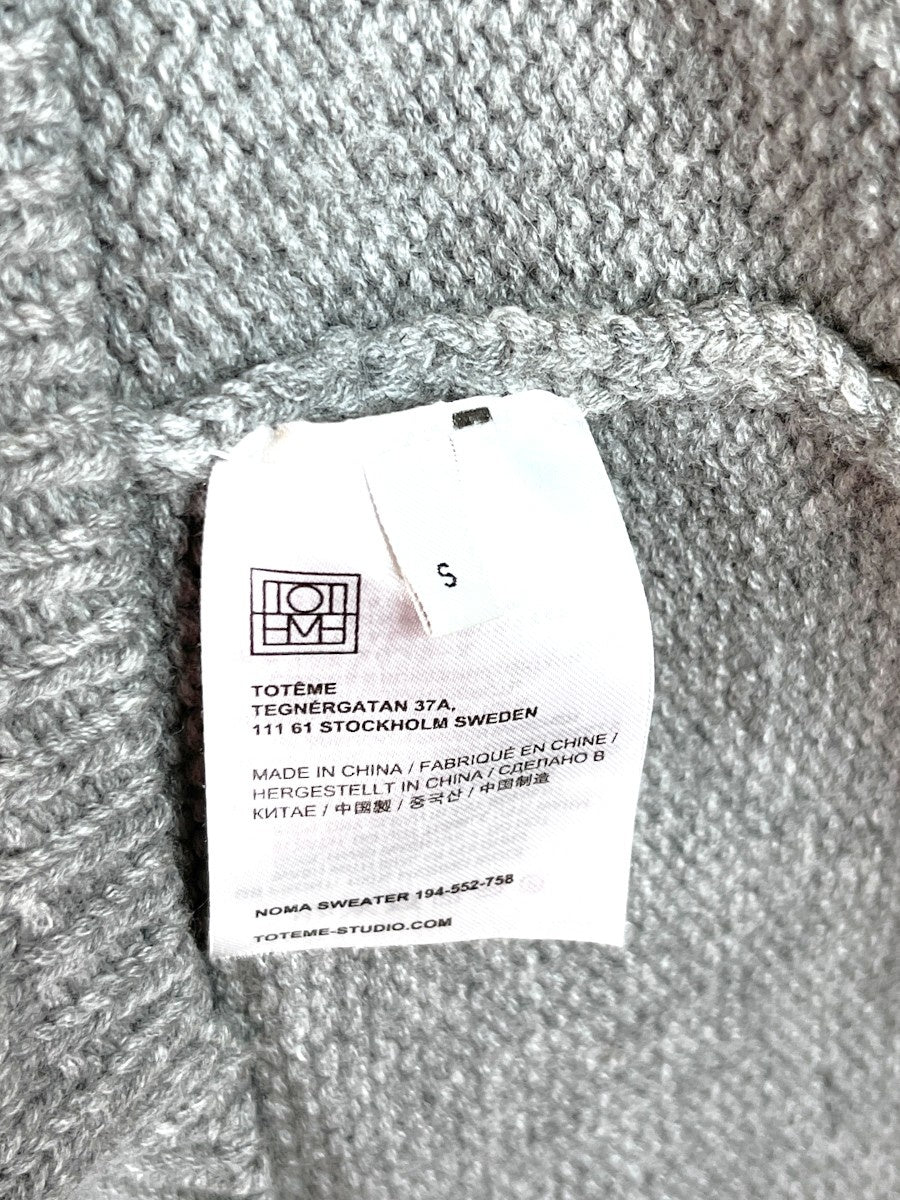 S
TOTEME
TOTÊME
TEGNÉRGATAN 37A,
111 61 STOCKHOLM SWEDEN
MADE IN CHINA / FABRIQUÉ EN CHINE /
HERGESTELLT IN CHINA / СДЕЛАНО В
КИТАЕ / 中国製 / 중국산 / 中国制造
NOMA SWEATER 194-552-758
TOTEME-STUDIO.COM